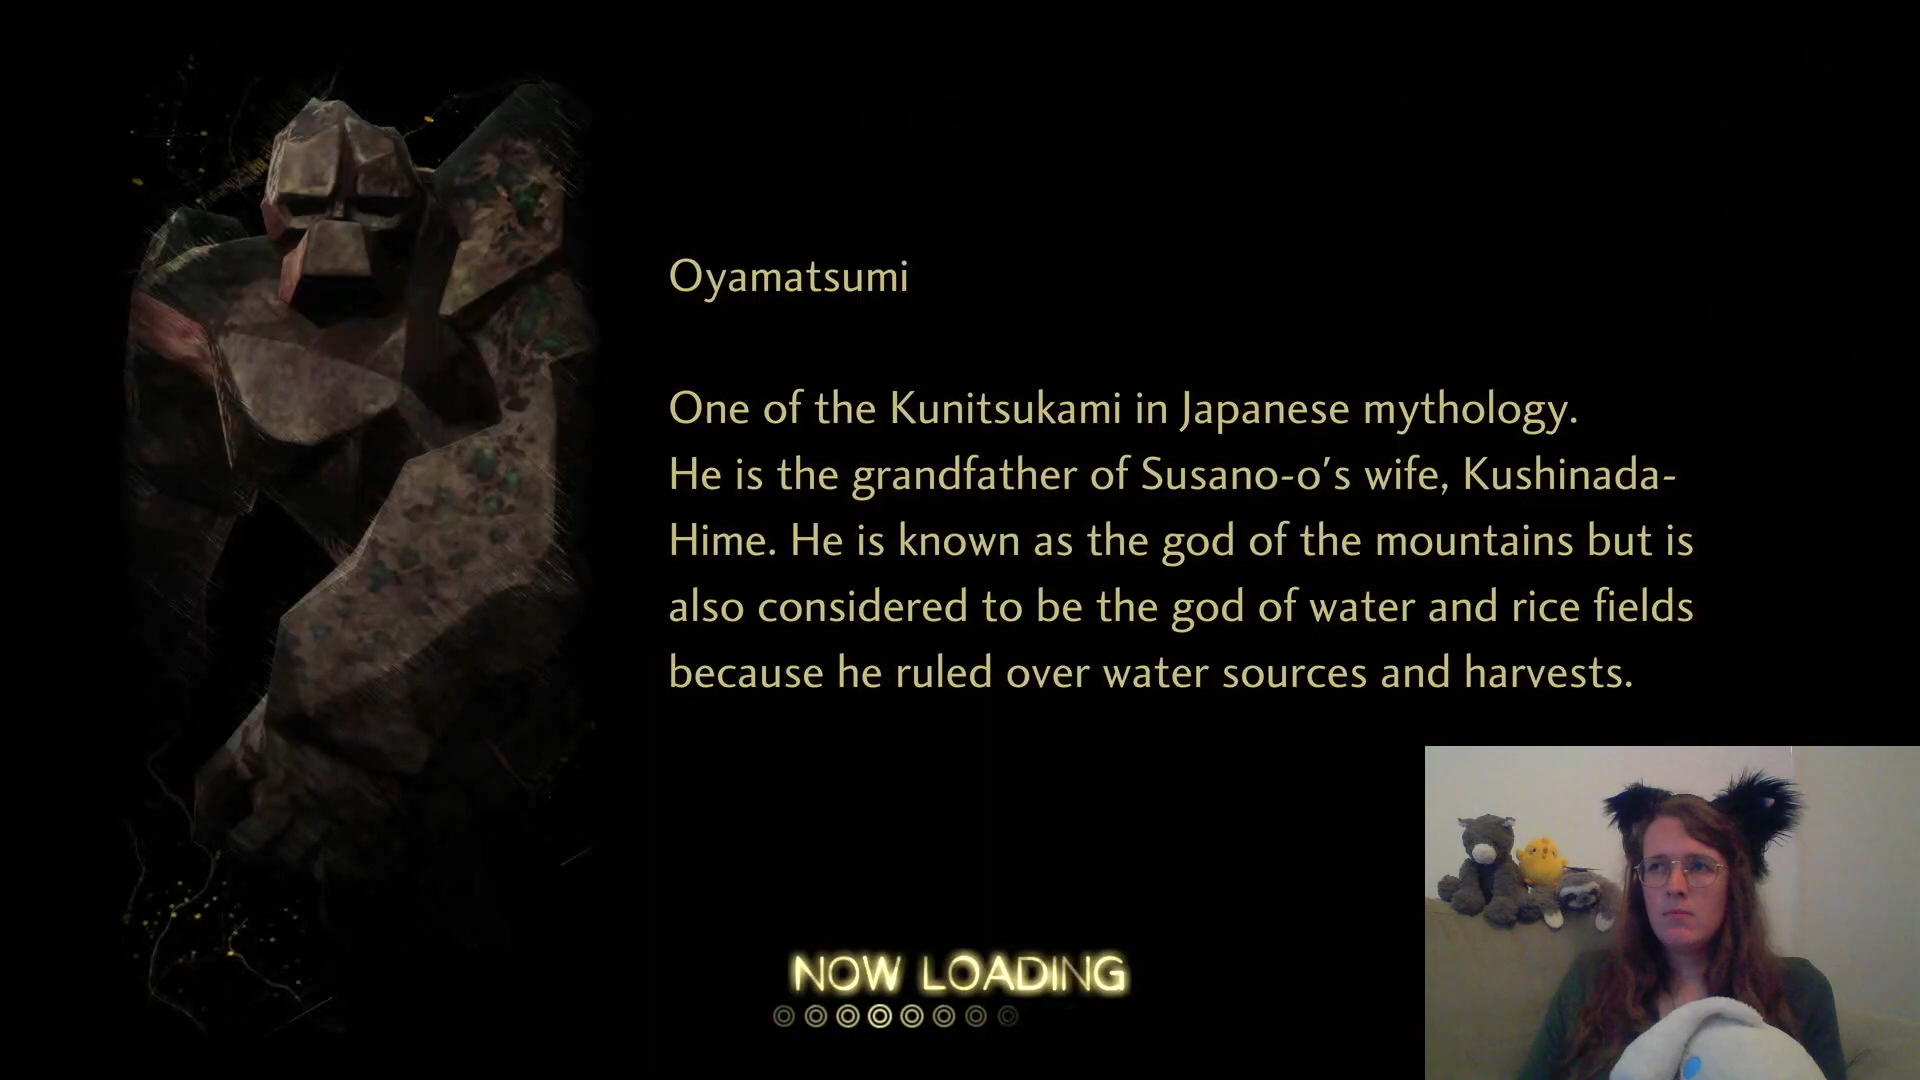 Oyamatsumi
One of the Kunitsukami in Japanese mythology.
He is the grandfather of Susano-o's wife, Kushinada-
Hime. He is known as the god of the mountains but is
also considered to be the god of water and rice fields
because he ruled over water sources and harvests.
NOW LOADING